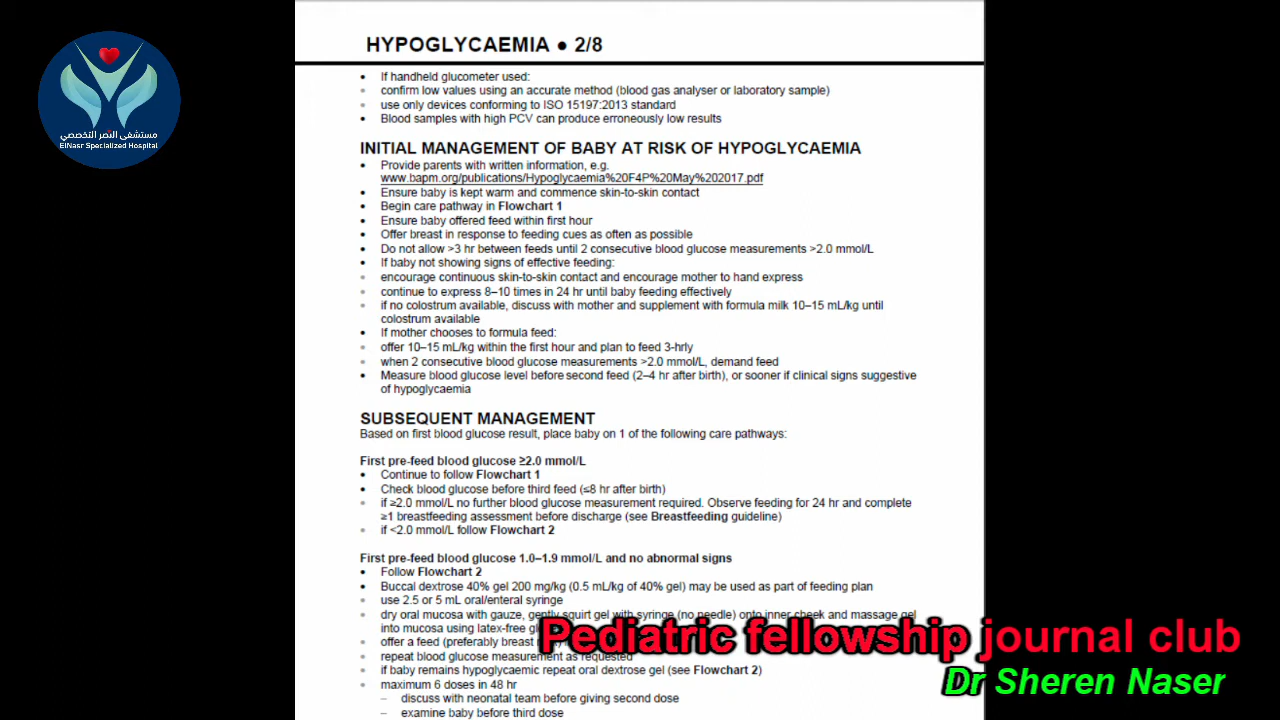 مستشفى النصر التخصصي
ElNasr Specialized Hospital
HYPOGLYCAEMIA ● 2/8
• If handheld glucometer used:
• confirm low values using an accurate method (blood gas analyser or laboratory sample)
• use only devices conforming to ISO 15197:2013 standard
• Blood samples with high PCV can produce erroneously low results
INITIAL MANAGEMENT OF BABY AT RISK OF HYPOGLYCAEMIA
• Provide parents with written information, e.g.
www.bapm.org/publications/Hypoglycaemia%20F4P%20May%202017.pdf
• Ensure baby is kept warm and commence skin-to-skin contact
• Begin care pathway in Flowchart 1
• Ensure baby offered feed within first hour
• Offer breast in response to feeding cues as often as possible
• Do not allow >3 hr between feeds until 2 consecutive blood glucose measurements >2.0 mmol/L
• If baby not showing signs of effective feeding:
• encourage continuous skin-to-skin contact and encourage mother to hand express
• continue to express 8–10 times in 24 hr until baby feeding effectively
• if no colostrum available, discuss with mother and supplement with formula milk 10–15 mL/kg until
colostrum available
• If mother chooses to formula feed:
• offer 10–15 mL/kg within the first hour and plan to feed 3-hrly
• when 2 consecutive blood glucose measurements >2.0 mmol/L, demand feed
• Measure blood glucose level before second feed (2–4 hr after birth), or sooner if clinical signs suggestive
of hypoglycaemia
SUBSEQUENT MANAGEMENT
Based on first blood glucose result, place baby on 1 of the following care pathways:
First pre-feed blood glucose ≥2.0 mmol/L
• Continue to follow Flowchart 1
• Check blood glucose before third feed (≤8 hr after birth)
• if ≥2.0 mmol/L no further blood glucose measurement required. Observe feeding for 24 hr and complete
≥1 breastfeeding assessment before discharge (see Breastfeeding guideline)
• if <2.0 mmol/L follow Flowchart 2
First pre-feed blood glucose 1.0–1.9 mmol/L and no abnormal signs
• Follow Flowchart 2
• Buccal dextrose 40% gel 200 mg/kg (0.5 mL/kg of 40% gel) may be used as part of feeding plan
• use 2.5 or 5 mL oral/enteral syringe
• dry oral mucosa with gauze, gently squirt gel with syringe (no needle) onto inner cheek and massage gel
into mucosa using latex-free
• offer a feed (preferably breast
• repeat blood glucose measurement as requested
• if baby remains hypoglycaemic repeat oral dextrose gel (see Flowchart 2)
• maximum 6 doses in 48 hr
– discuss with neonatal team before giving second dose
– examine baby before third dose
Pediatric fellowship journal club
Dr Sheren Naser